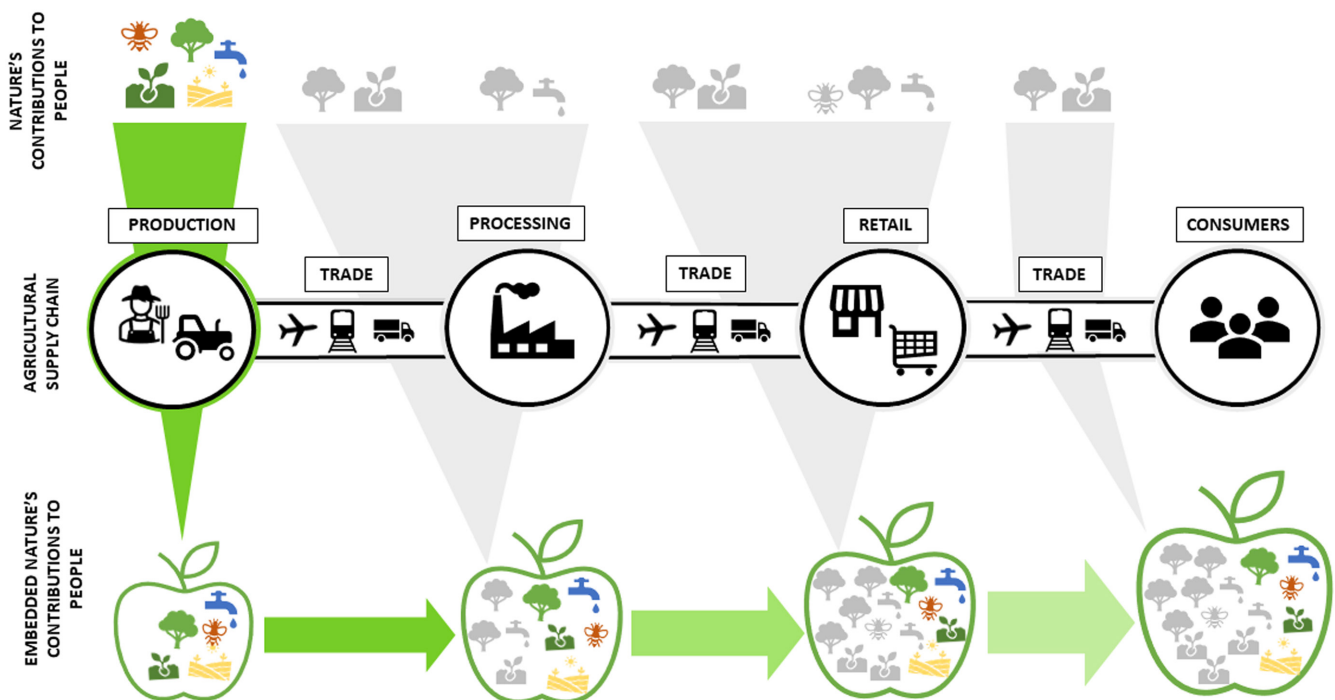 NATURE'S
CONTRIBUTIONS TO
PEOPLE
PRODUCTION
PROCESSING
RETAIL
CONSUMERS
AGRICULTURAL
SUPPLY CHAIN
TRADE
TRADE
TRADE
EMBEDDED NATURE'S
CONTRIBUTIONS TO
PEOPLE